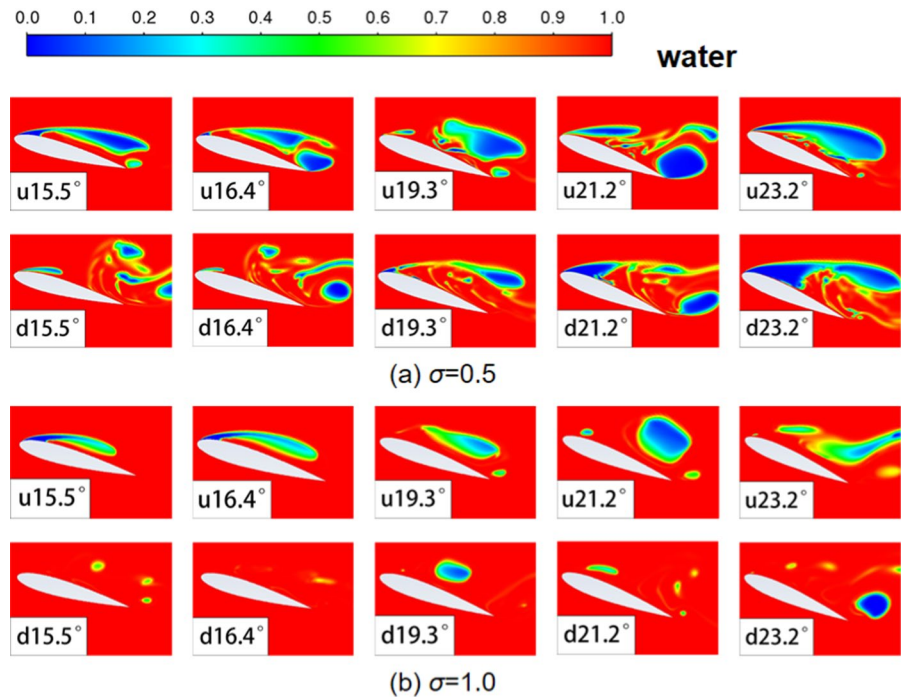 0.0 0.1 0.2 0.3 0.4 0.5 0.6 0.7 0.8 0.9 1.0
water
u15.5° u16.4° u19.3° u21.2° u23.2°
d15.5° d16.4° d19.3° d21.2° d23.2°
(a) σ=0.5
u15.5° u16.4° u19.3° u21.2° u23.2°
d15.5° d16.4° d19.3° d21.2° d23.2°
(b) σ=1.0